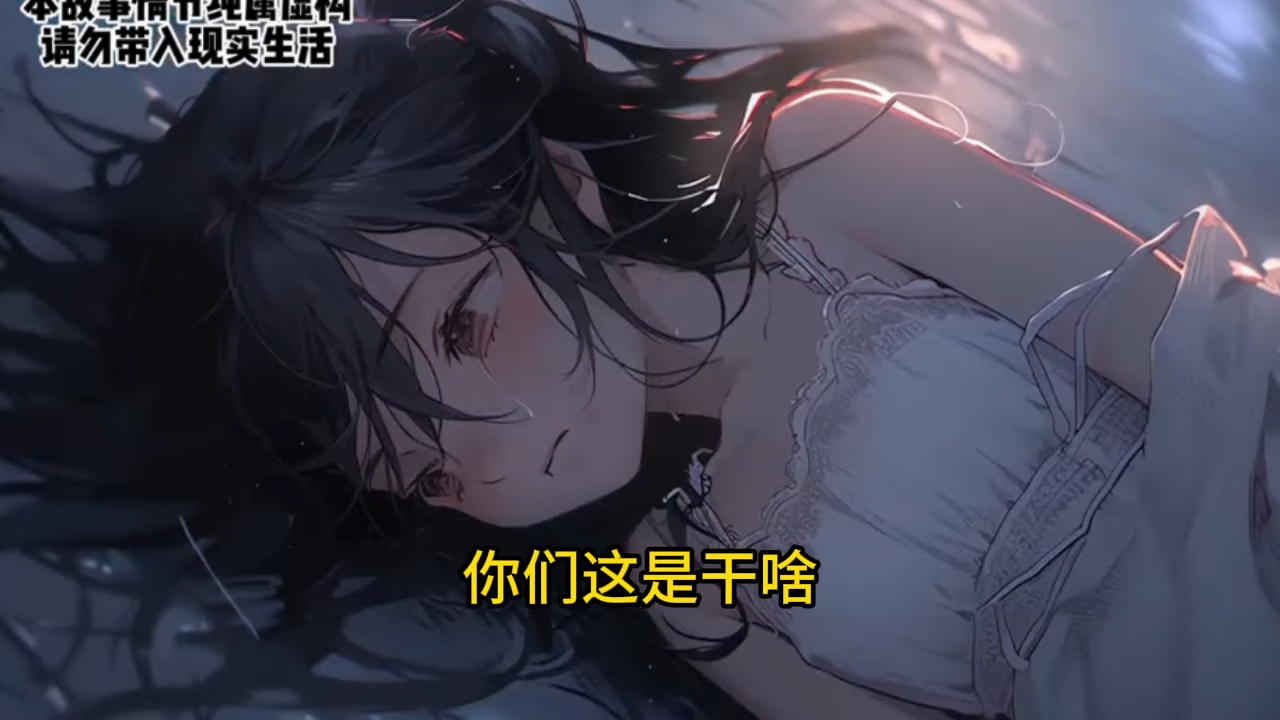 本故事情节纯属虚构
请勿带入现实生活
你们这是干啥